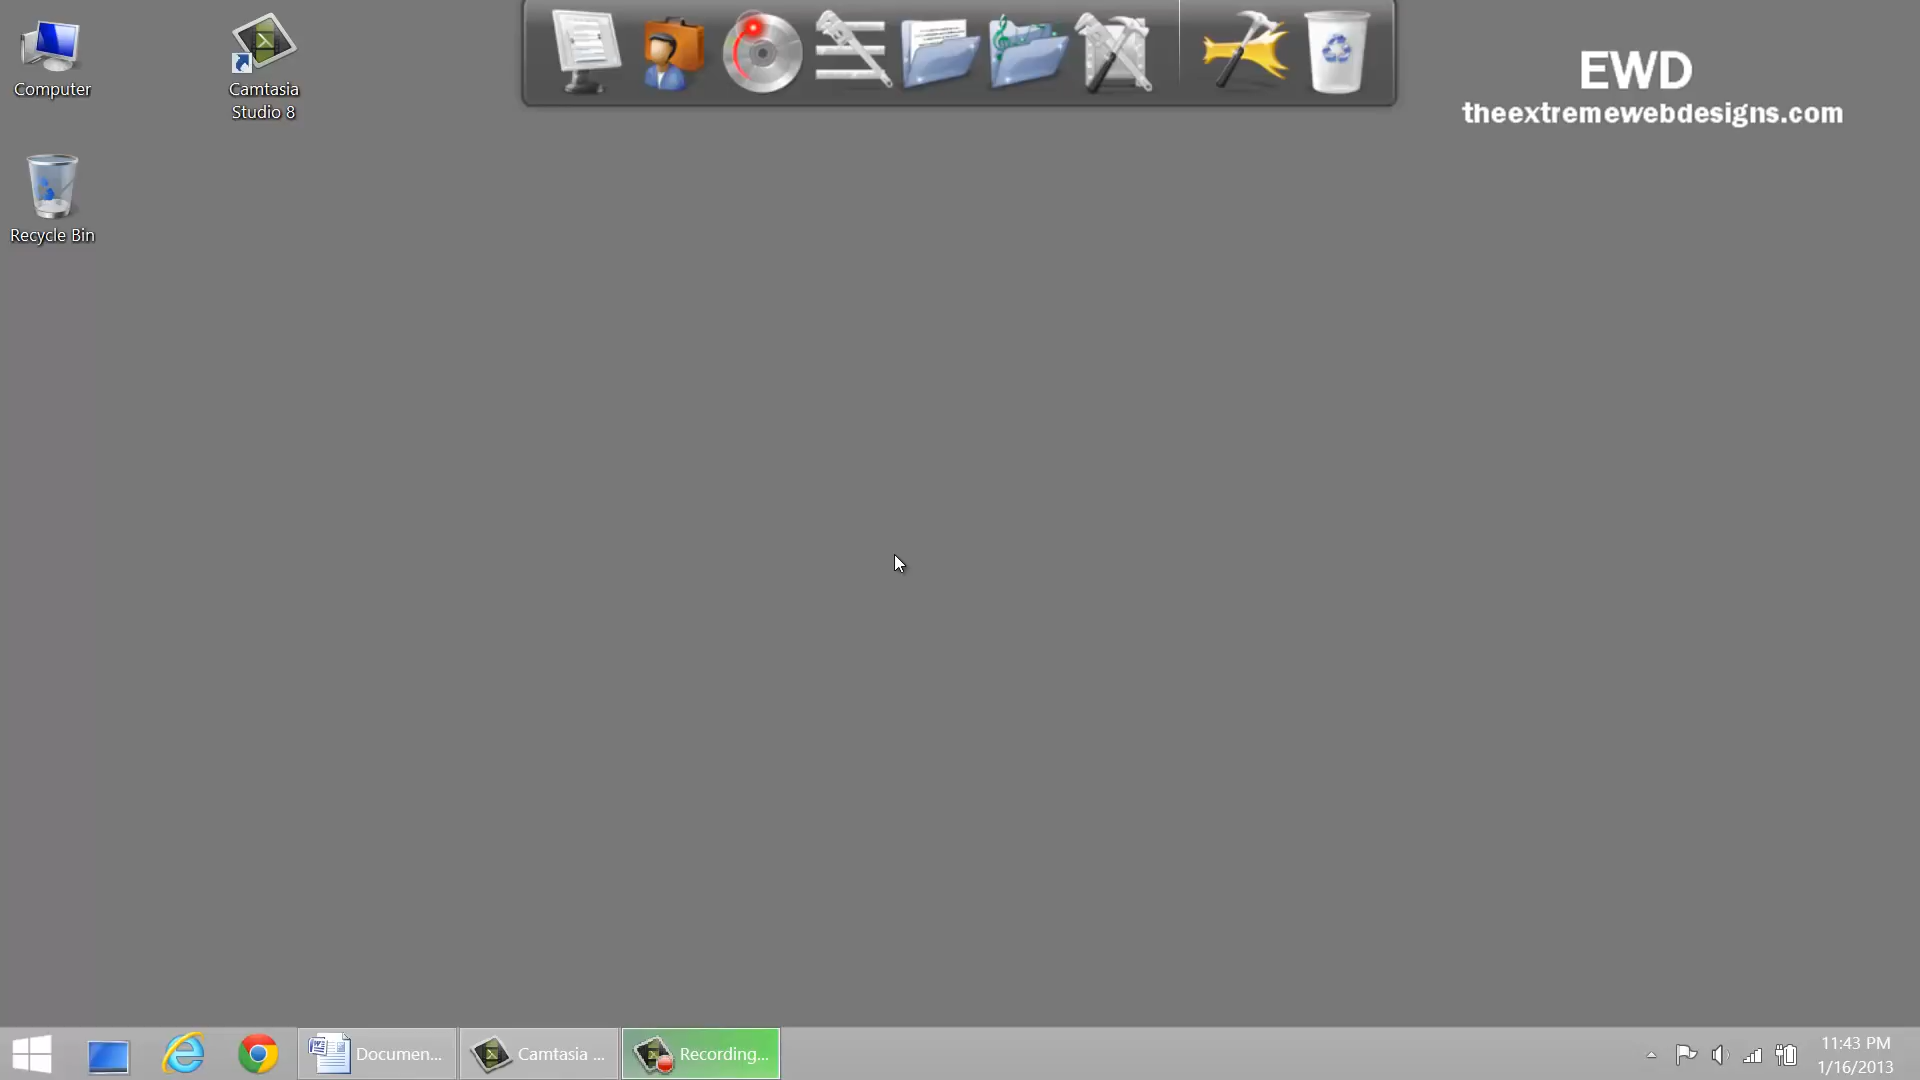 Computer
Camtasia
Studio 8
EWD
theextremewebdesigns.com
Recycle Bin
Documen...
Camtasia ...
Recording...
11:43 PM
1/16/2013